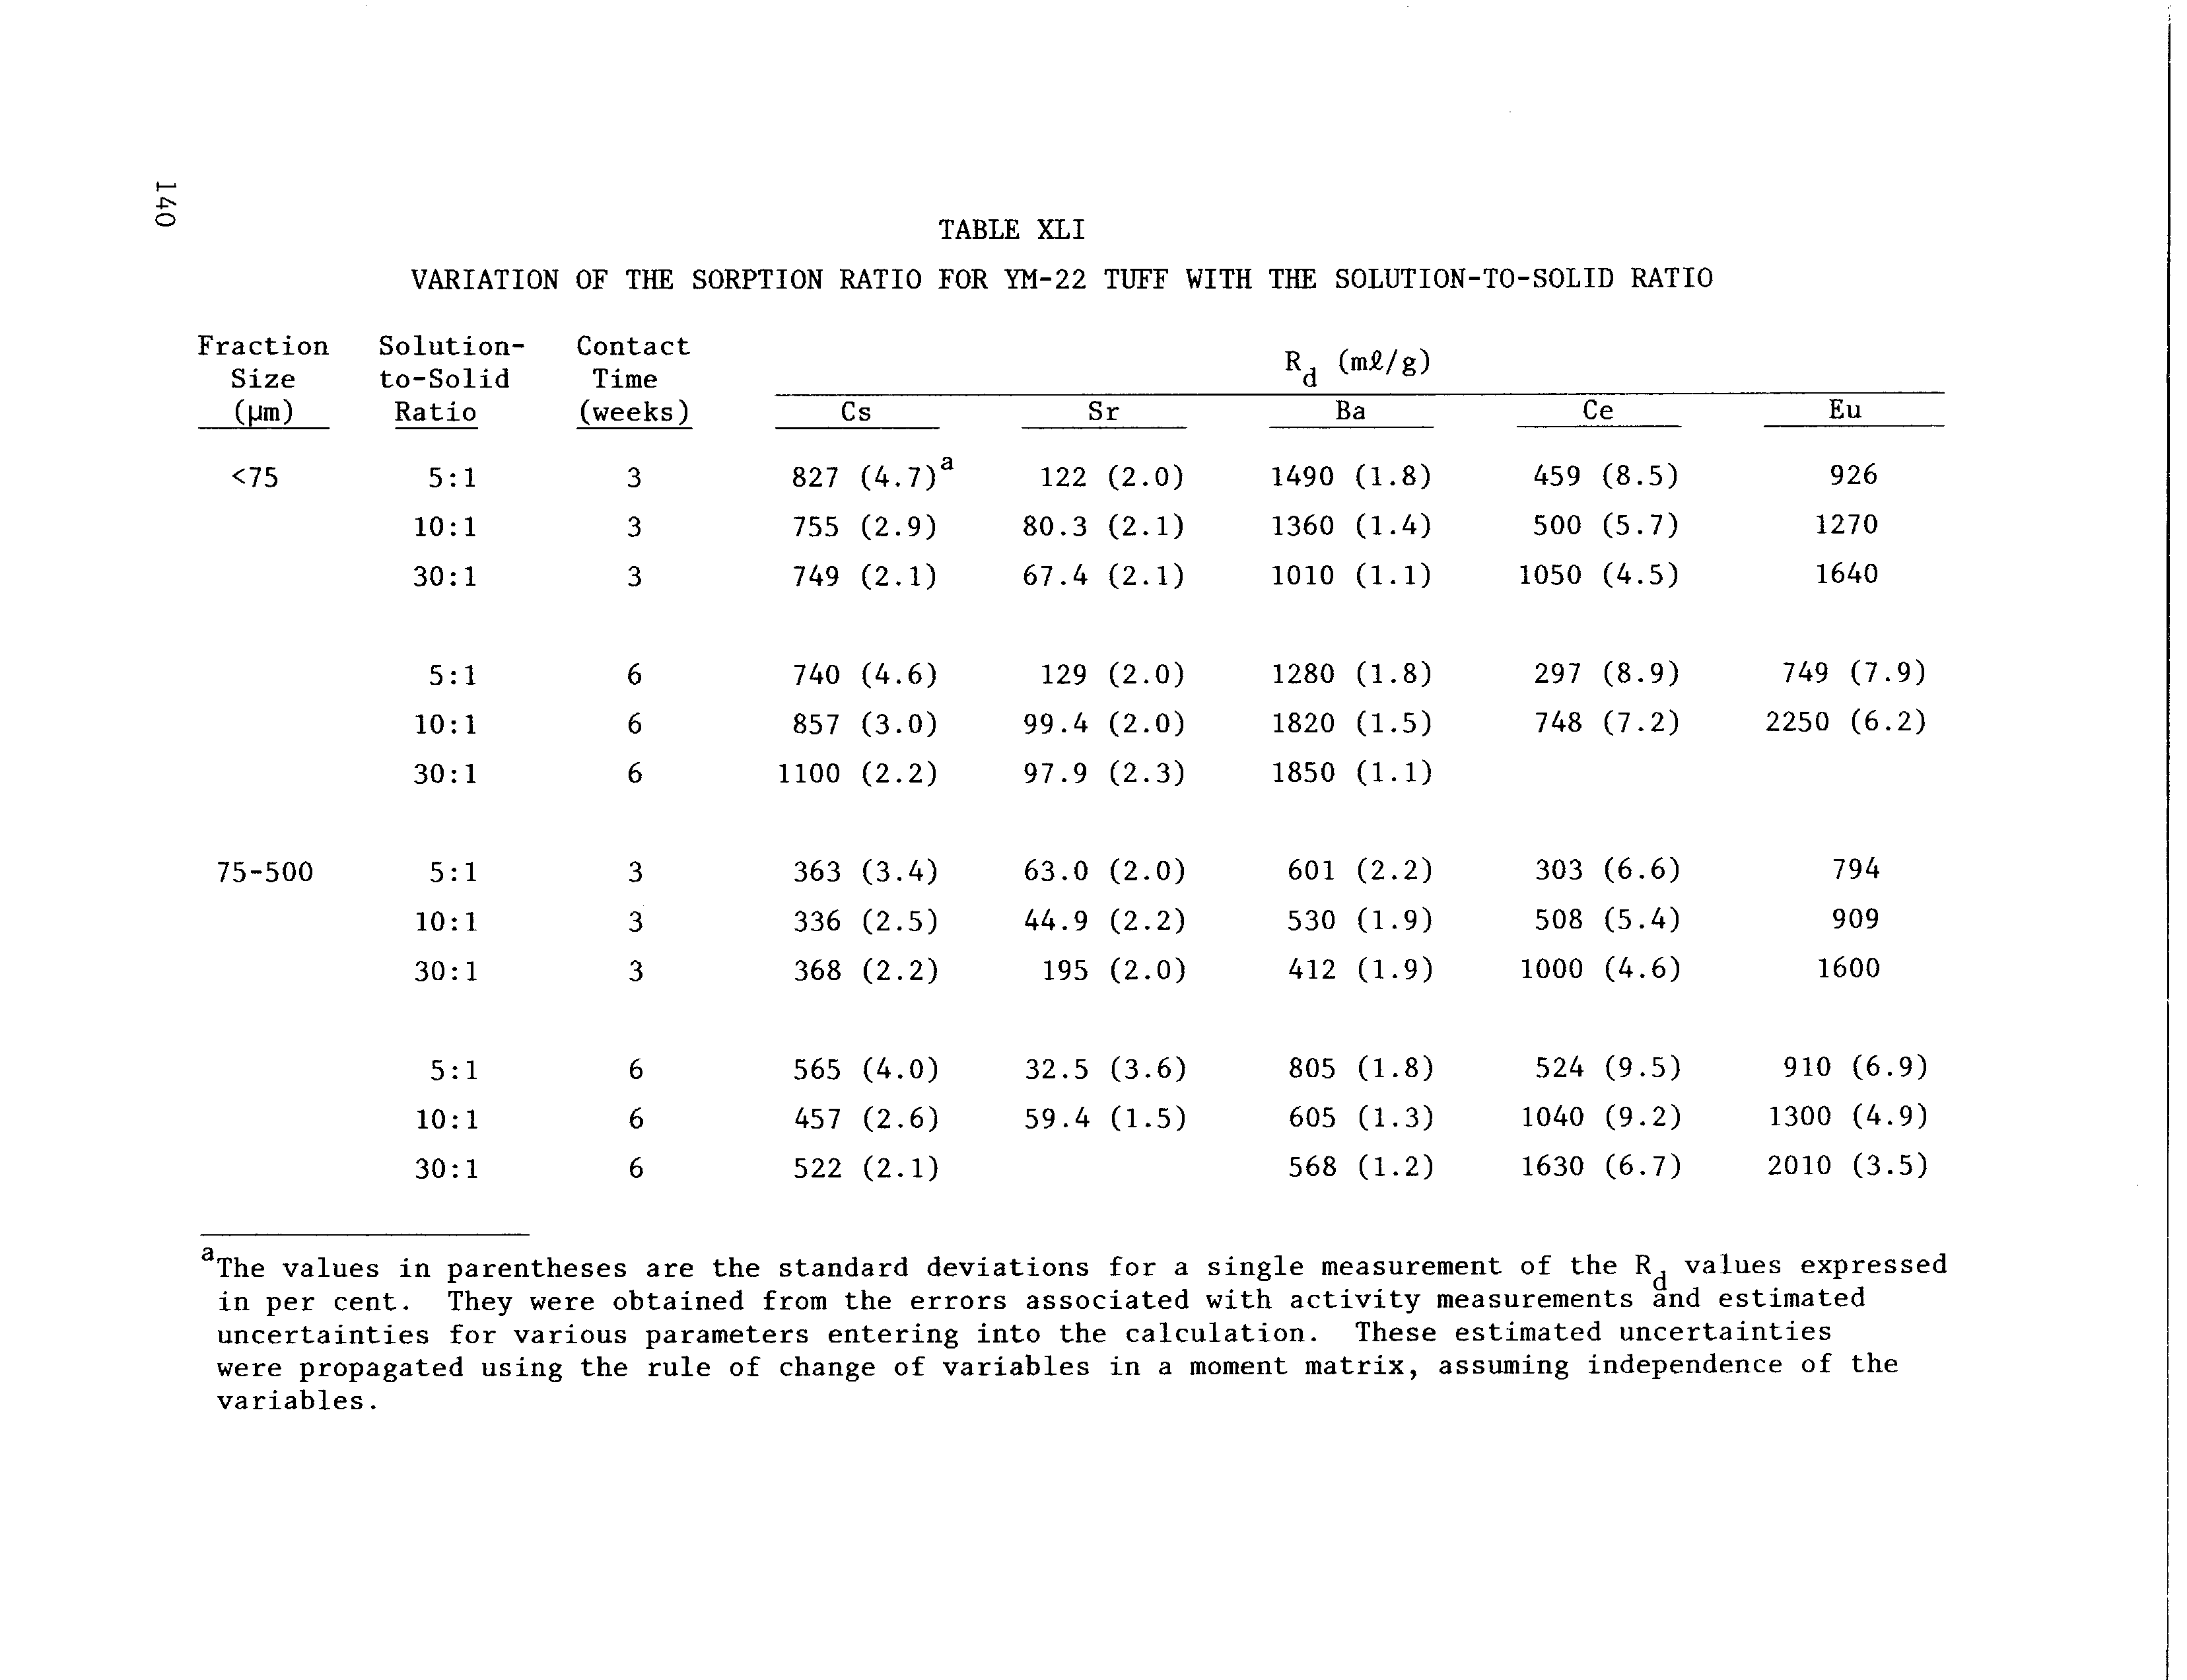 140
TABLE XLI
VARIATION OF THE SORPTION RATIO FOR YM-22 TUFF WITH THE SOLUTION-TO-SOLID RATIO
Fraction Solution- Contact
Size to-Solid Time Rd (mℓ/g)
(μm) Ratio (weeks) Cs Sr Ba Ce Eu
<75 5:1 3 827 (4.7)a 122 (2.0) 1490 (1.8) 459 (8.5) 926
10:1 3 755 (2.9) 80.3 (2.1) 1360 (1.4) 500 (5.7) 1270
30:1 3 749 (2.1) 67.4 (2.1) 1010 (1.1) 1050 (4.5) 1640
5:1 6 740 (4.6) 129 (2.0) 1280 (1.8) 297 (8.9) 749 (7.9)
10:1 6 857 (3.0) 99.4 (2.0) 1820 (1.5) 748 (7.2) 2250 (6.2)
30:1 6 1100 (2.2) 97.9 (2.3) 1850 (1.1)
75-500 5:1 3 363 (3.4) 63.0 (2.0) 601 (2.2) 303 (6.6) 794
10:1 3 336 (2.5) 44.9 (2.2) 530 (1.9) 508 (5.4) 909
30:1 3 368 (2.2) 195 (2.0) 412 (1.9) 1000 (4.6) 1600
5:1 6 565 (4.0) 32.5 (3.6) 805 (1.8) 524 (9.5) 910 (6.9)
10:1 6 457 (2.6) 59.4 (1.5) 605 (1.3) 1040 (9.2) 1300 (4.9)
30:1 6 522 (2.1) 568 (1.2) 1630 (6.7) 2010 (3.5)
aThe values in parentheses are the standard deviations for a single measurement of the Rd values expressed
in per cent. They were obtained from the errors associated with activity measurements and estimated
uncertainties for various parameters entering into the calculation. These estimated uncertainties
were propagated using the rule of change of variables in a moment matrix, assuming independence of the
variables.